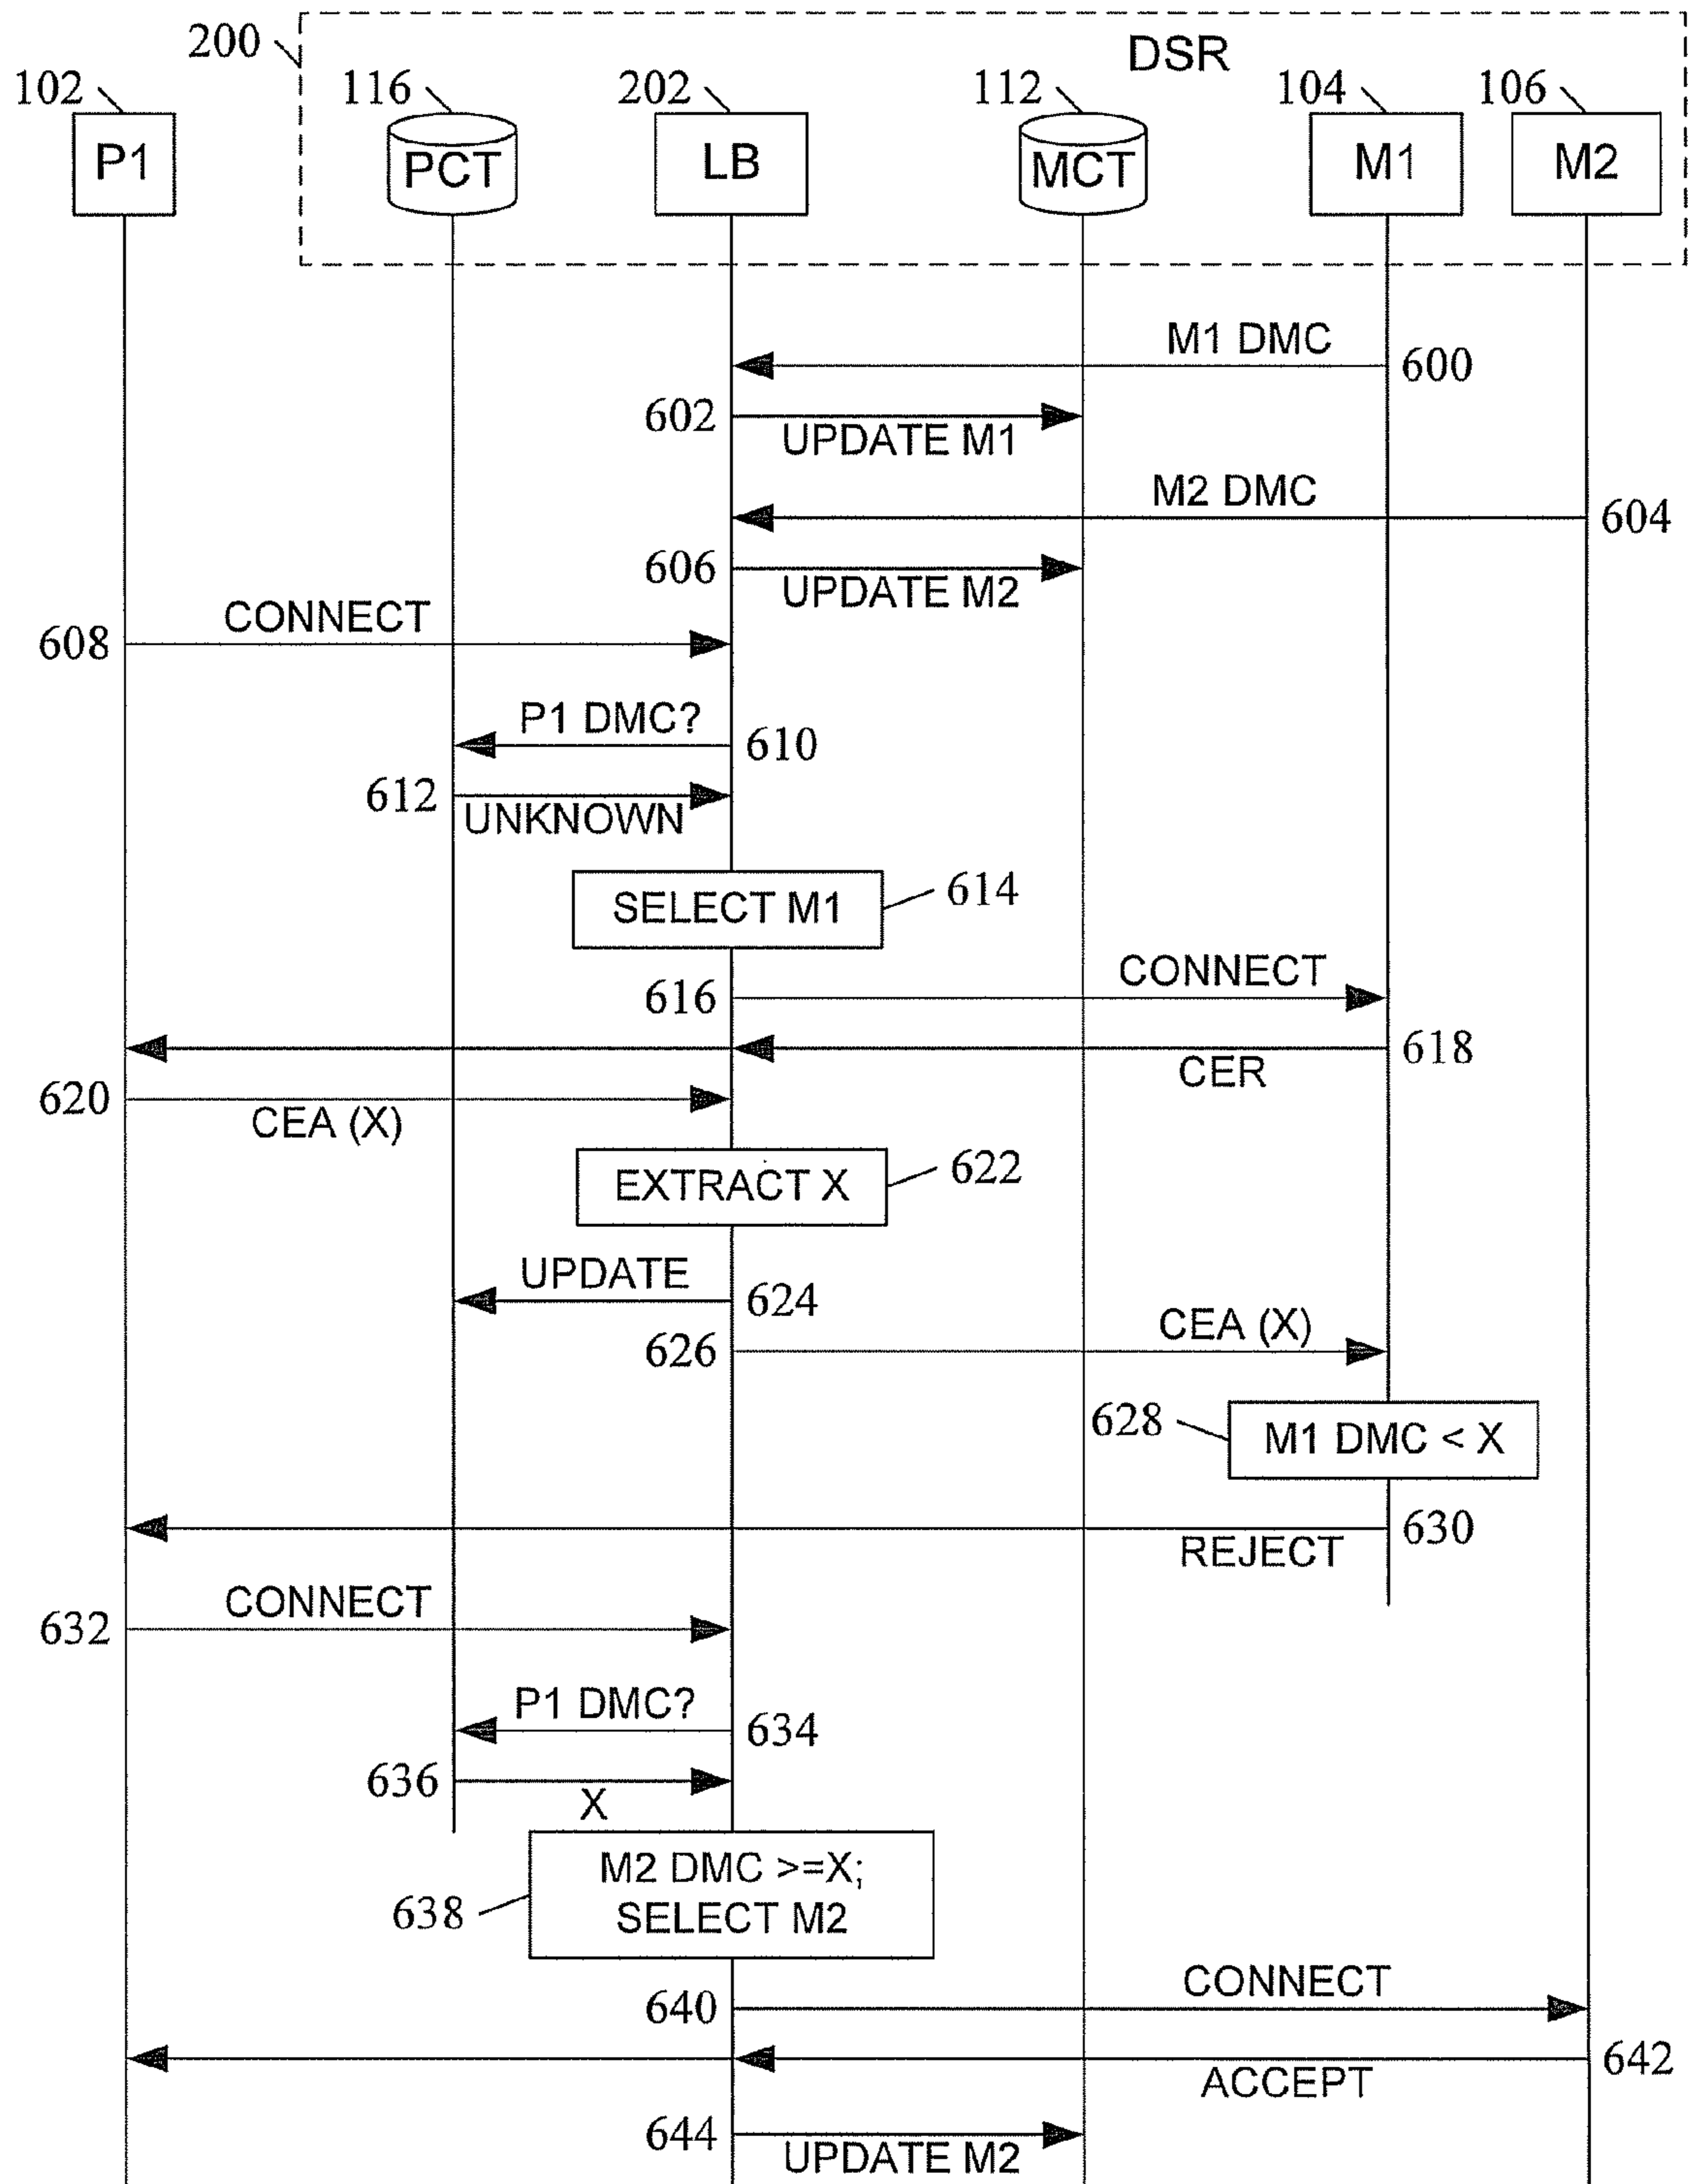 200
DSR
102
116
202
112
104
106
P1
PCT
LB
MCT
M1
M2
M1 DMC
600
602
UPDATE M1
M2 DMC
604
606
UPDATE M2
CONNECT
608
P1 DMC?
610
612
UNKNOWN
SELECT M1
614
CONNECT
616
618
CER
620
CEA (X)
EXTRACT X
622
UPDATE
624
CEA (X)
626
628
M1 DMC < X
630
REJECT
CONNECT
632
P1 DMC?
634
636
X
M2 DMC >=X;
SELECT M2
638
CONNECT
640
642
ACCEPT
644
UPDATE M2